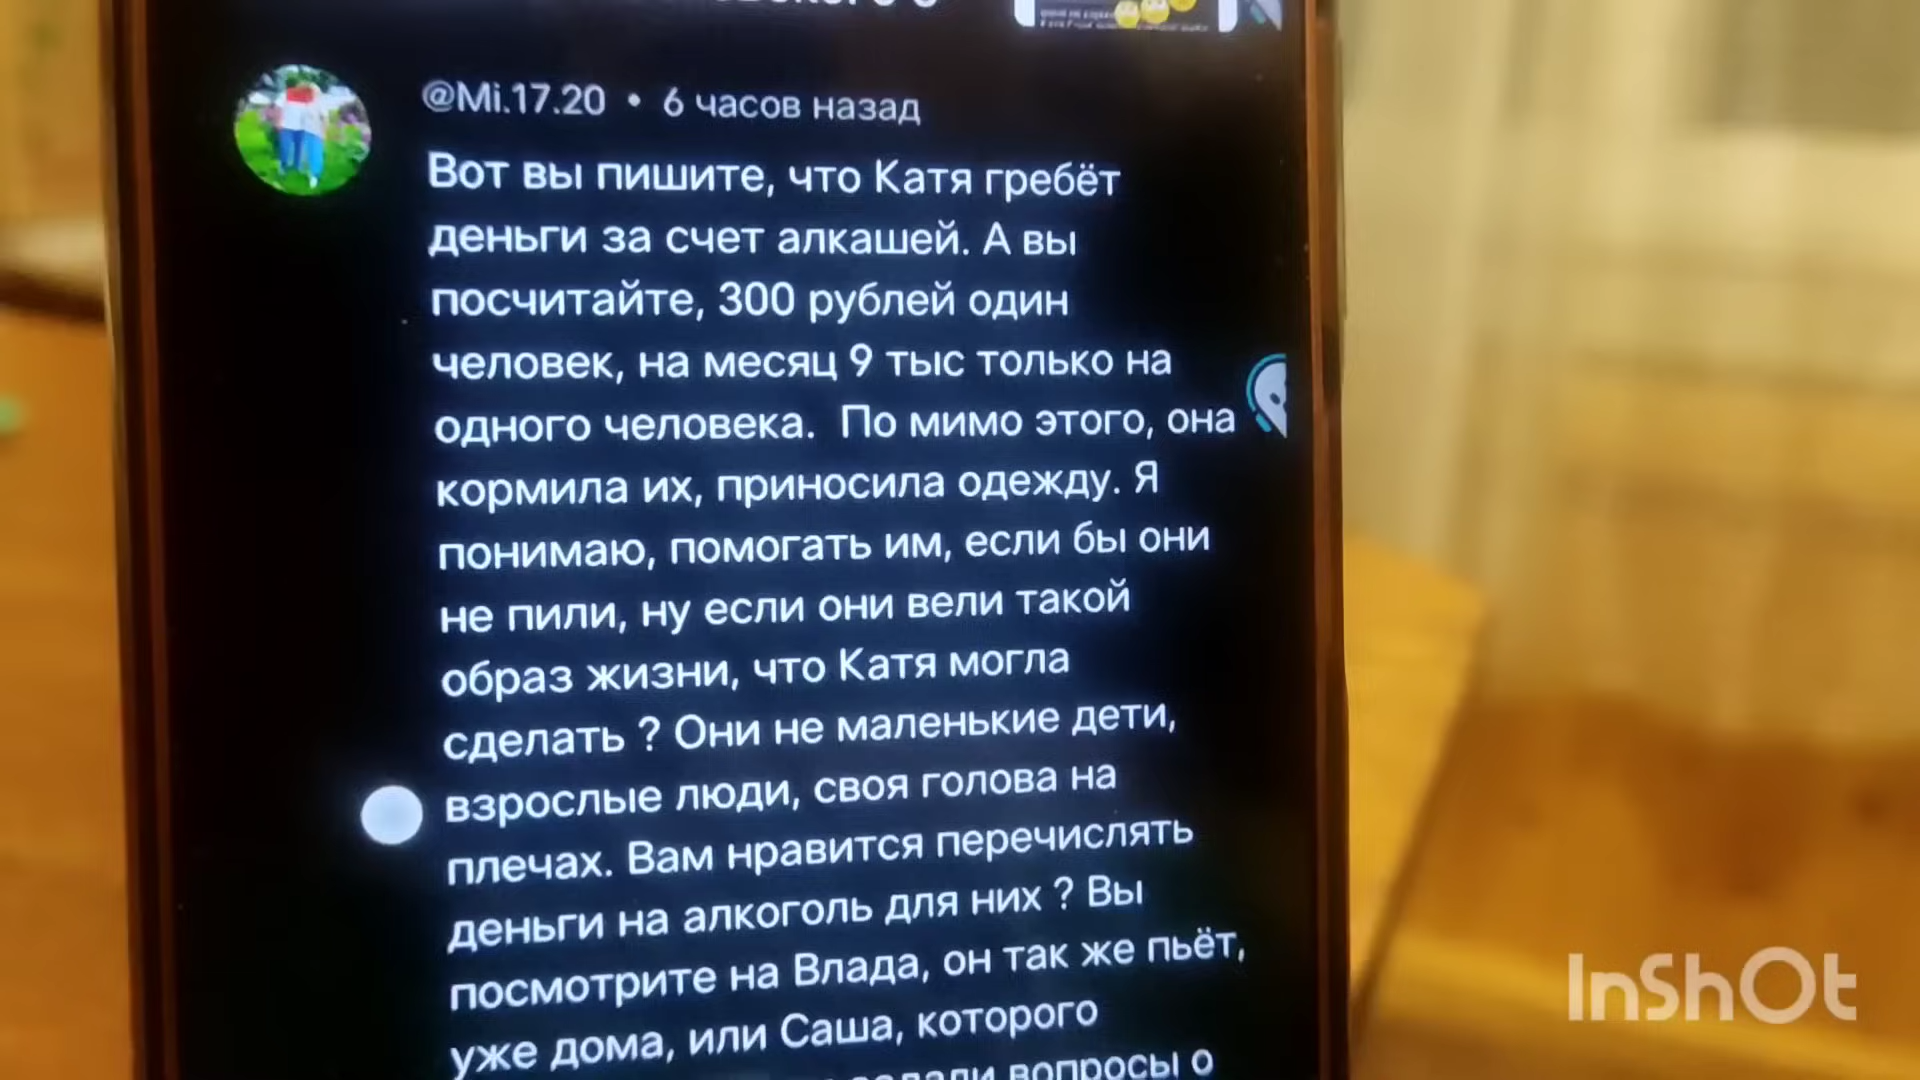 @Mi.17.20 • 6 часов назад
Вот вы пишите, что Катя гребёт
деньги за счет алкашей. А вы
посчитайте, 300 рублей один
человек, на месяц 9 тыс только на
одного человека. По мимо этого, она
кормила их, приносила одежду. Я
понимаю, помогать им, если бы они
не пили, ну если они вели такой
образ жизни, что Катя могла
сделать ? Они не маленькие дети,
взрослые люди, своя голова на
плечах. Вам нравится перечислять
деньги на алкоголь для них ? Вы
посмотрите на Влада, он так же пьёт,
уже дома, или Саша, которого
вопросы о
InShOt